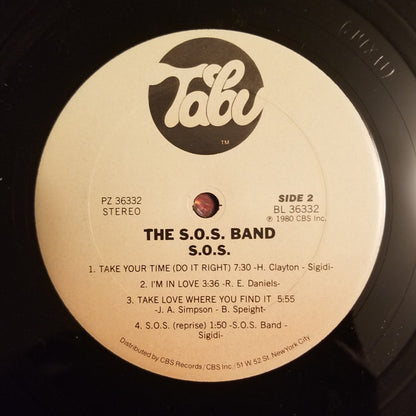 Tabu
TM
PZ 36332
STEREO
SIDE 2
BL 36332
℗ 1980 CBS Inc.
THE S.O.S. BAND
S.O.S.
1. TAKE YOUR TIME (DO IT RIGHT) 7:30 -H. Clayton - Sigidi-
2. I'M IN LOVE 3:36 -R. E. Daniels-
3. TAKE LOVE WHERE YOU FIND IT 5:55
-J. A. Simpson - B. Speight-
4. S.O.S. (reprise) 1:50 -S.O.S. Band -
Sigidi-
Distributed by CBS Records/CBS Inc/51 W 52 St. NewYork City